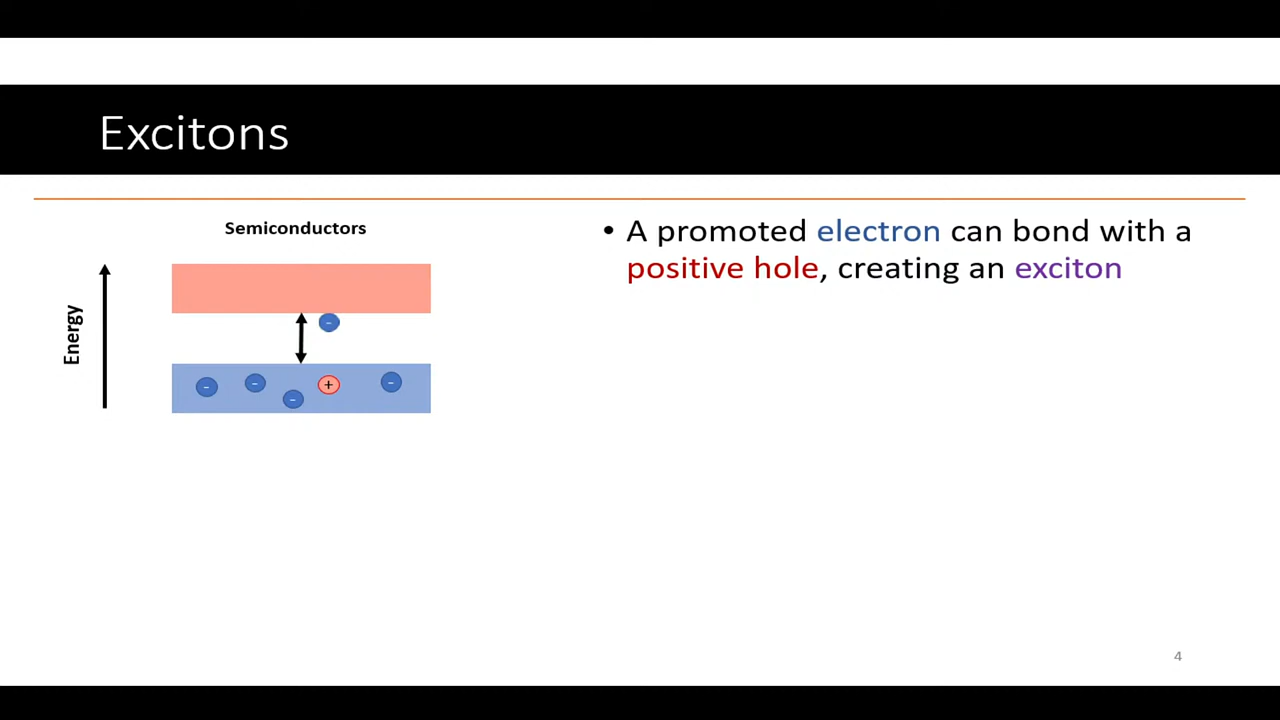 Excitons
Semiconductors
Energy
-
- - - + -
• A promoted electron can bond with a
positive hole, creating an exciton
4